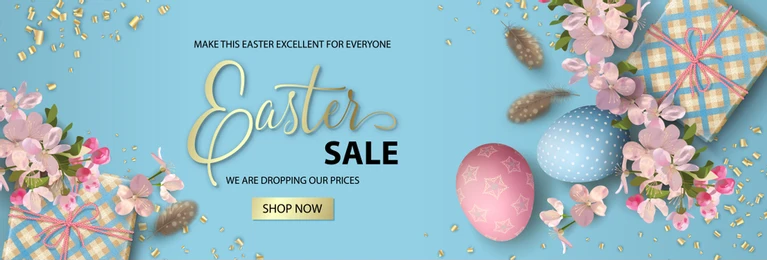 MAKE THIS EASTER EXCELLENT FOR EVERYONE
Easter
SALE
WE ARE DROPPING OUR PRICES
SHOP NOW